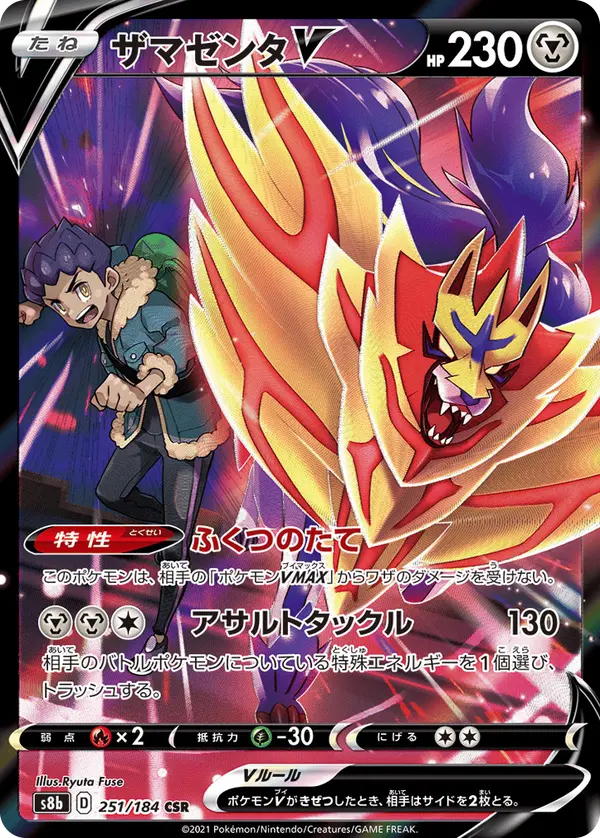 たね ザマゼンタV HP230
特性 とくせい ふくつのたて
このポケモンは、相手の「ポケモンVMAX」からワザのダメージを受けない。
アサルトタックル 130
相手のバトルポケモンについている特殊エネルギーを1個選び、
トラッシュする。
弱点 ×2 抵抗力 -30 にげる
Illus.Ryuta Fuse
Vルール
s8b D 251/184 CSR
ポケモンVがきぜつしたとき、相手はサイドを2枚とる。
©2021 Pokémon/Nintendo/Creatures/GAME FREAK.